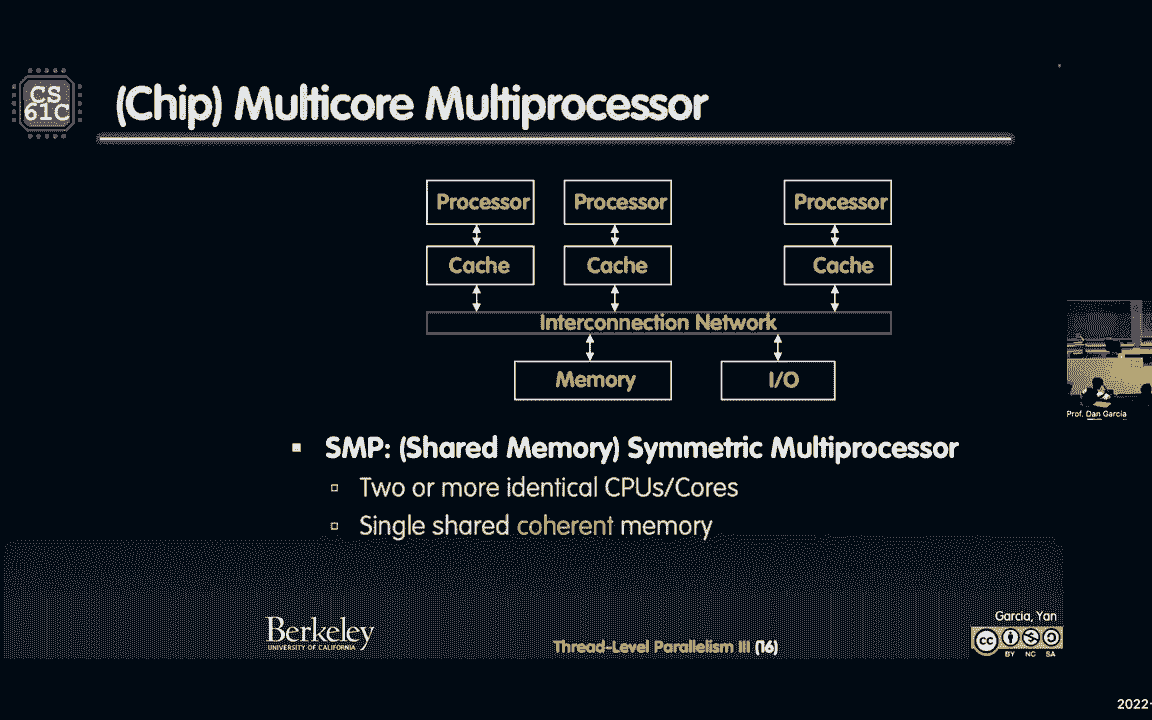 CS
61C
(Chip) Multicore Multiprocessor
Processor Processor Processor
Cache Cache Cache
Interconnection Network
Memory I/O
Prof. Dan Garcia
▪ SMP: (Shared Memory) Symmetric Multiprocessor
▫ Two or more identical CPUs/Cores
▫ Single shared coherent memory
Berkeley
UNIVERSITY OF CALIFORNIA
Thread-Level Parallelism III (16)
Garcia, Yan
cc
BY NC SA
2022-